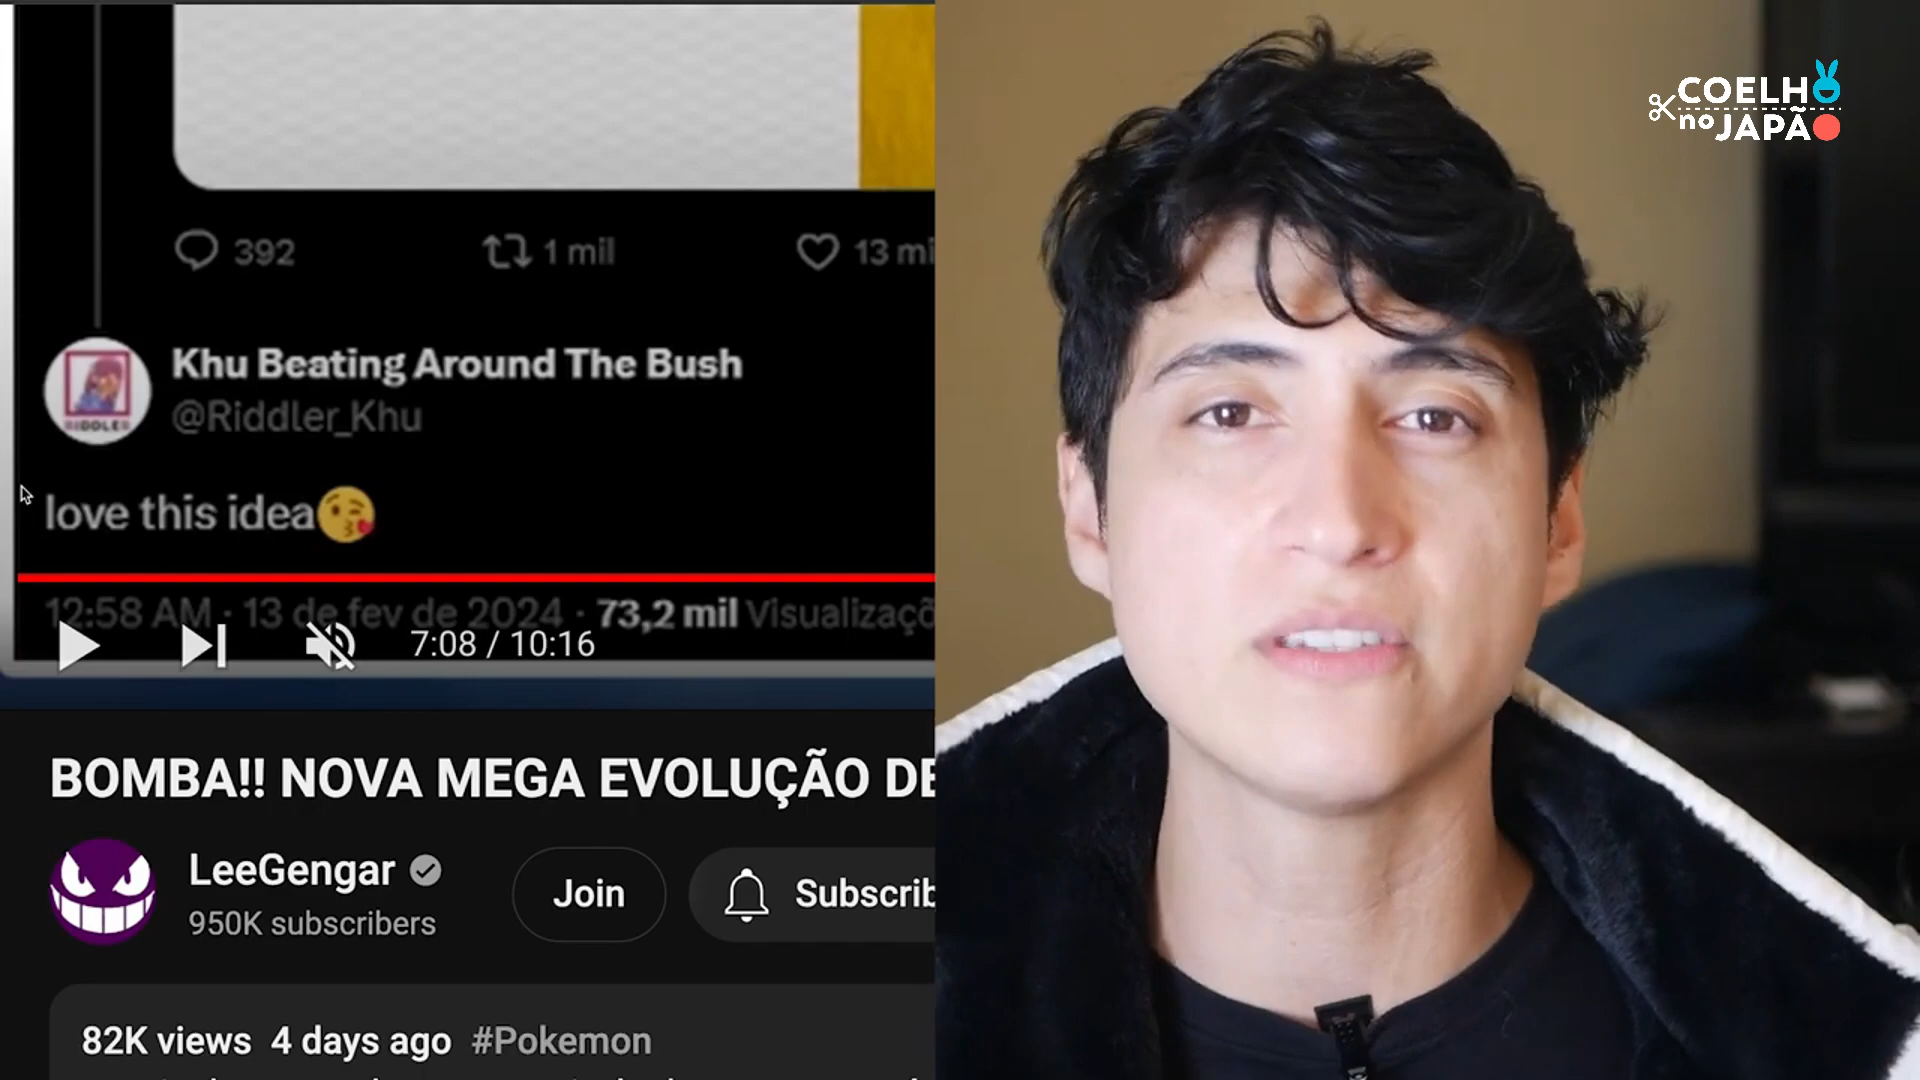 392 1 mil 13 mi
Khu Beating Around The Bush
@Riddler_Khu
love this idea
12:58 AM · 13 de fev de 2024 · 73,2 mil Visualizaçõ
7:08 / 10:16
BOMBA!! NOVA MEGA EVOLUÇÃO DE
LeeGengar
950K subscribers
Join
Subscrib
82K views 4 days ago #Pokemon
COELHO
no JAPÃO